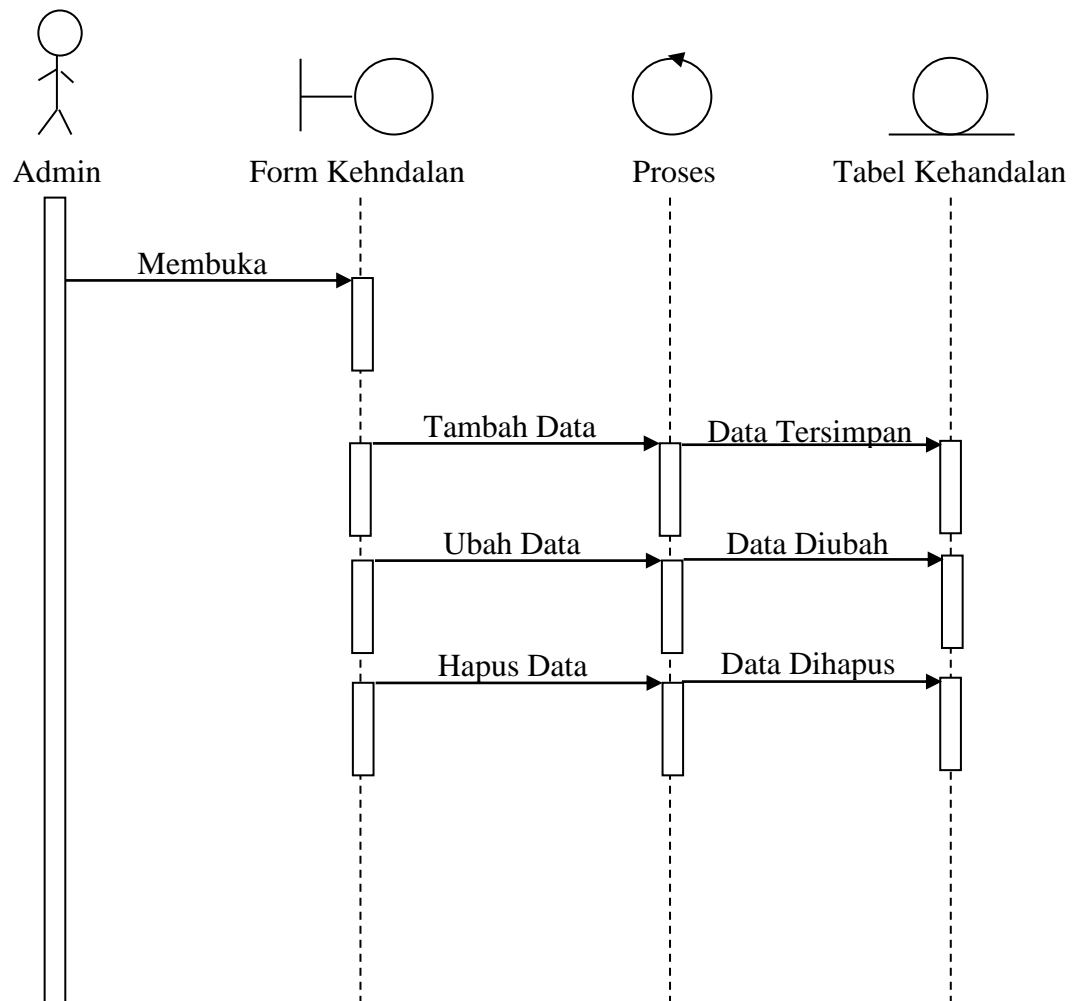 Admin
Form Kehndalan
Proses
Tabel Kehandalan
Membuka
Tambah Data
Data Tersimpan
Ubah Data
Data Diubah
Hapus Data
Data Dihapus